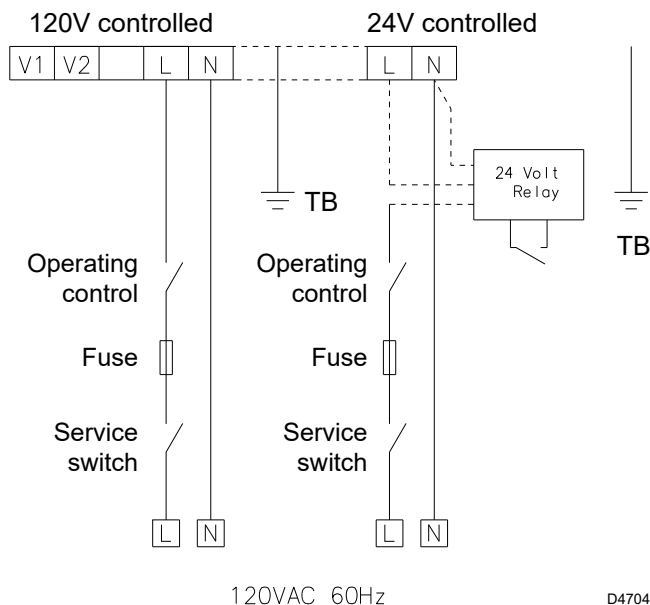 120V controlled
24V controlled
V1 V2 L N
L N
24 Volt
Relay
TB
TB
Operating
control
Operating
control
Fuse
Fuse
Service
switch
Service
switch
L N
L N
120VAC 60Hz
D4704